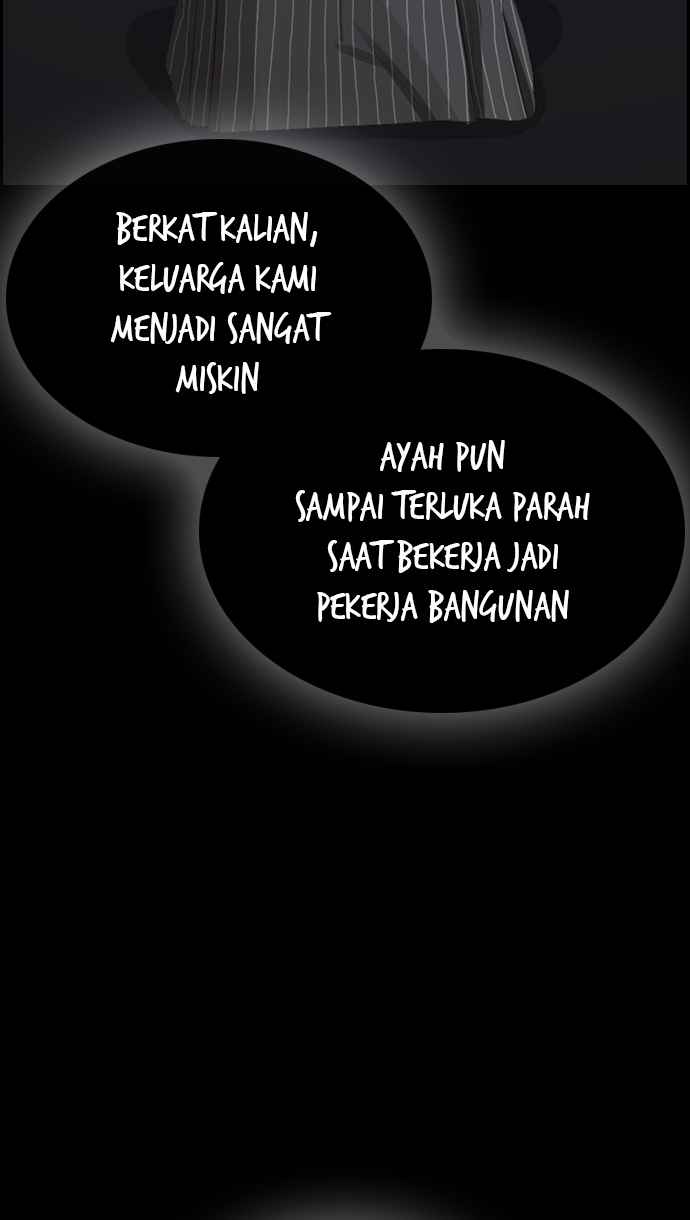 BERKAT KALIAN,
KELUARGA KAMI
MENJADI SANGAT
MISKIN
AYAH PUN
SAMPAI TERLUKA PARAH
SAAT BEKERJA JADI
PEKERJA BANGUNAN